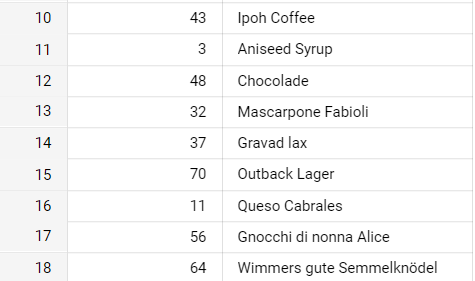 10 43 Ipoh Coffee
11 3 Aniseed Syrup
12 48 Chocolade
13 32 Mascarpone Fabioli
14 37 Gravad lax
15 70 Outback Lager
16 11 Queso Cabrales
17 56 Gnocchi di nonna Alice
18 64 Wimmers gute Semmelknödel